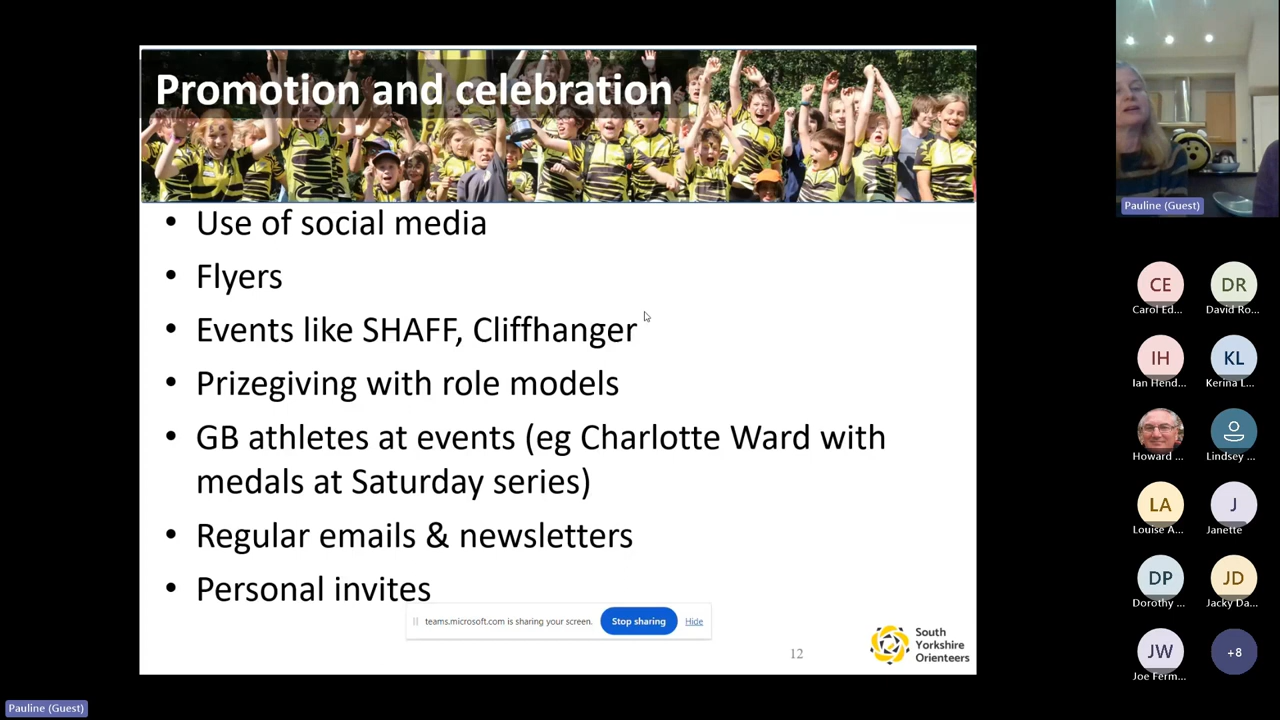 Promotion and celebration
• Use of social media
• Flyers
• Events like SHAFF, Cliffhanger
• Prizegiving with role models
• GB athletes at events (eg Charlotte Ward with
medals at Saturday series)
• Regular emails & newsletters
• Personal invites
teams.microsoft.com is sharing your screen.
Stop sharing
Hide
12
South
Yorkshire
Orienteers
Pauline (Guest)
CE
Carol Ed...
DR
David Ro...
IH
Ian Hend...
KL
Kerina L...
Howard ...
Lindsey ...
LA
Louise A...
J
Janette
DP
Dorothy ...
JD
Jacky Da...
JW
Joe Ferm...
+8
Pauline (Guest)